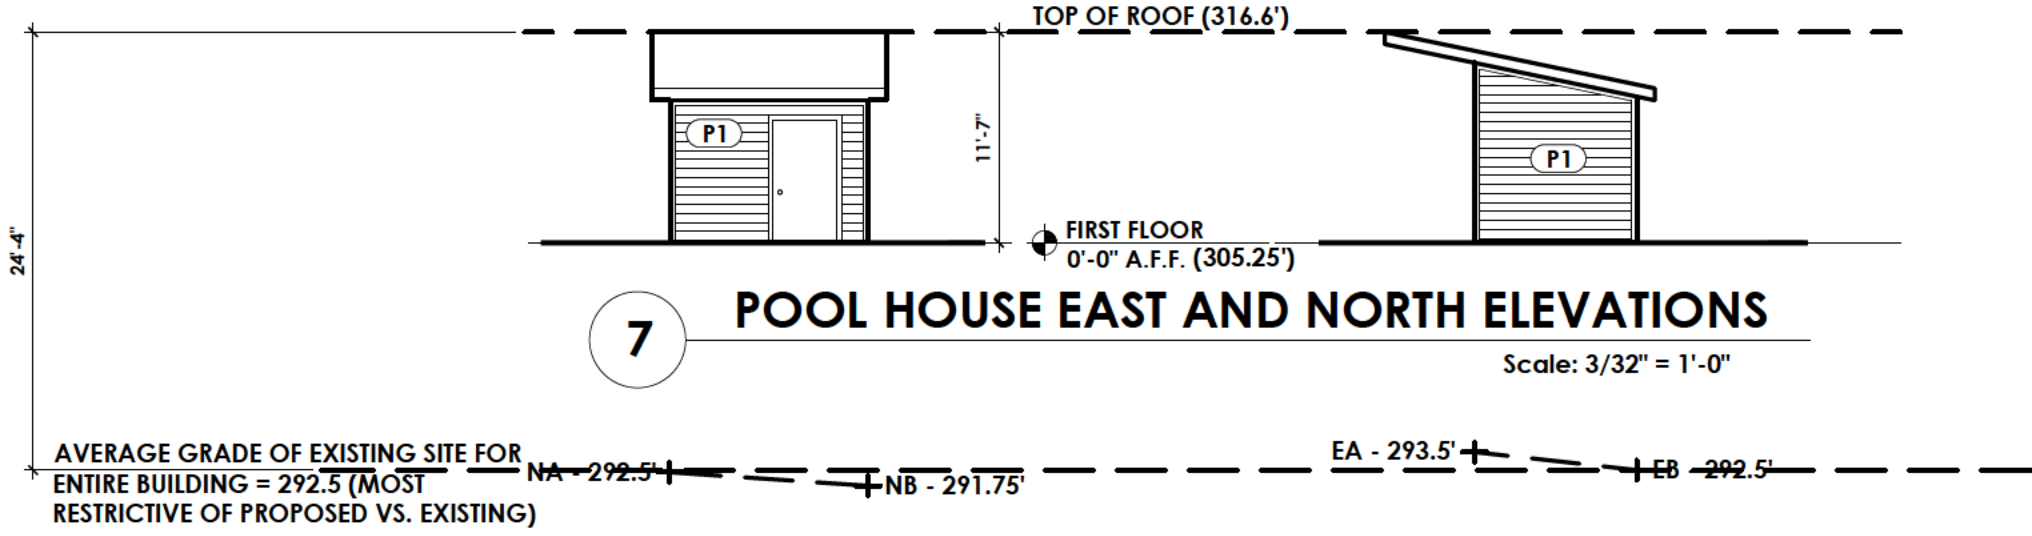 TOP OF ROOF (316.6')
P1
11'-7"
P1
24'-4"
FIRST FLOOR
0'-0" A.F.F. (305.25')
7
POOL HOUSE EAST AND NORTH ELEVATIONS
Scale: 3/32" = 1'-0"
AVERAGE GRADE OF EXISTING SITE FOR
ENTIRE BUILDING = 292.5 (MOST
RESTRICTIVE OF PROPOSED VS. EXISTING)
NA - 292.5'
NB - 291.75'
EA - 293.5'
EB - 292.5'